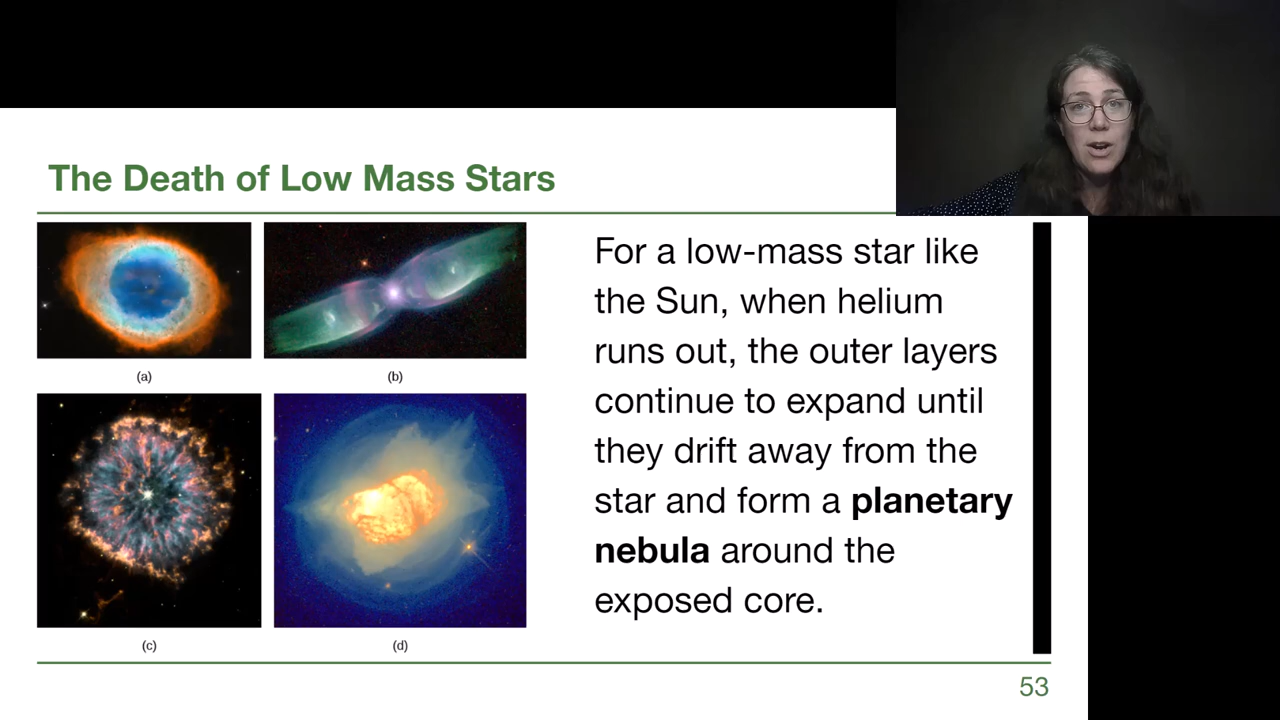 The Death of Low Mass Stars
(a)
(b)
(c)
(d)
For a low-mass star like
the Sun, when helium
runs out, the outer layers
continue to expand until
they drift away from the
star and form a planetary
nebula around the
exposed core.
53